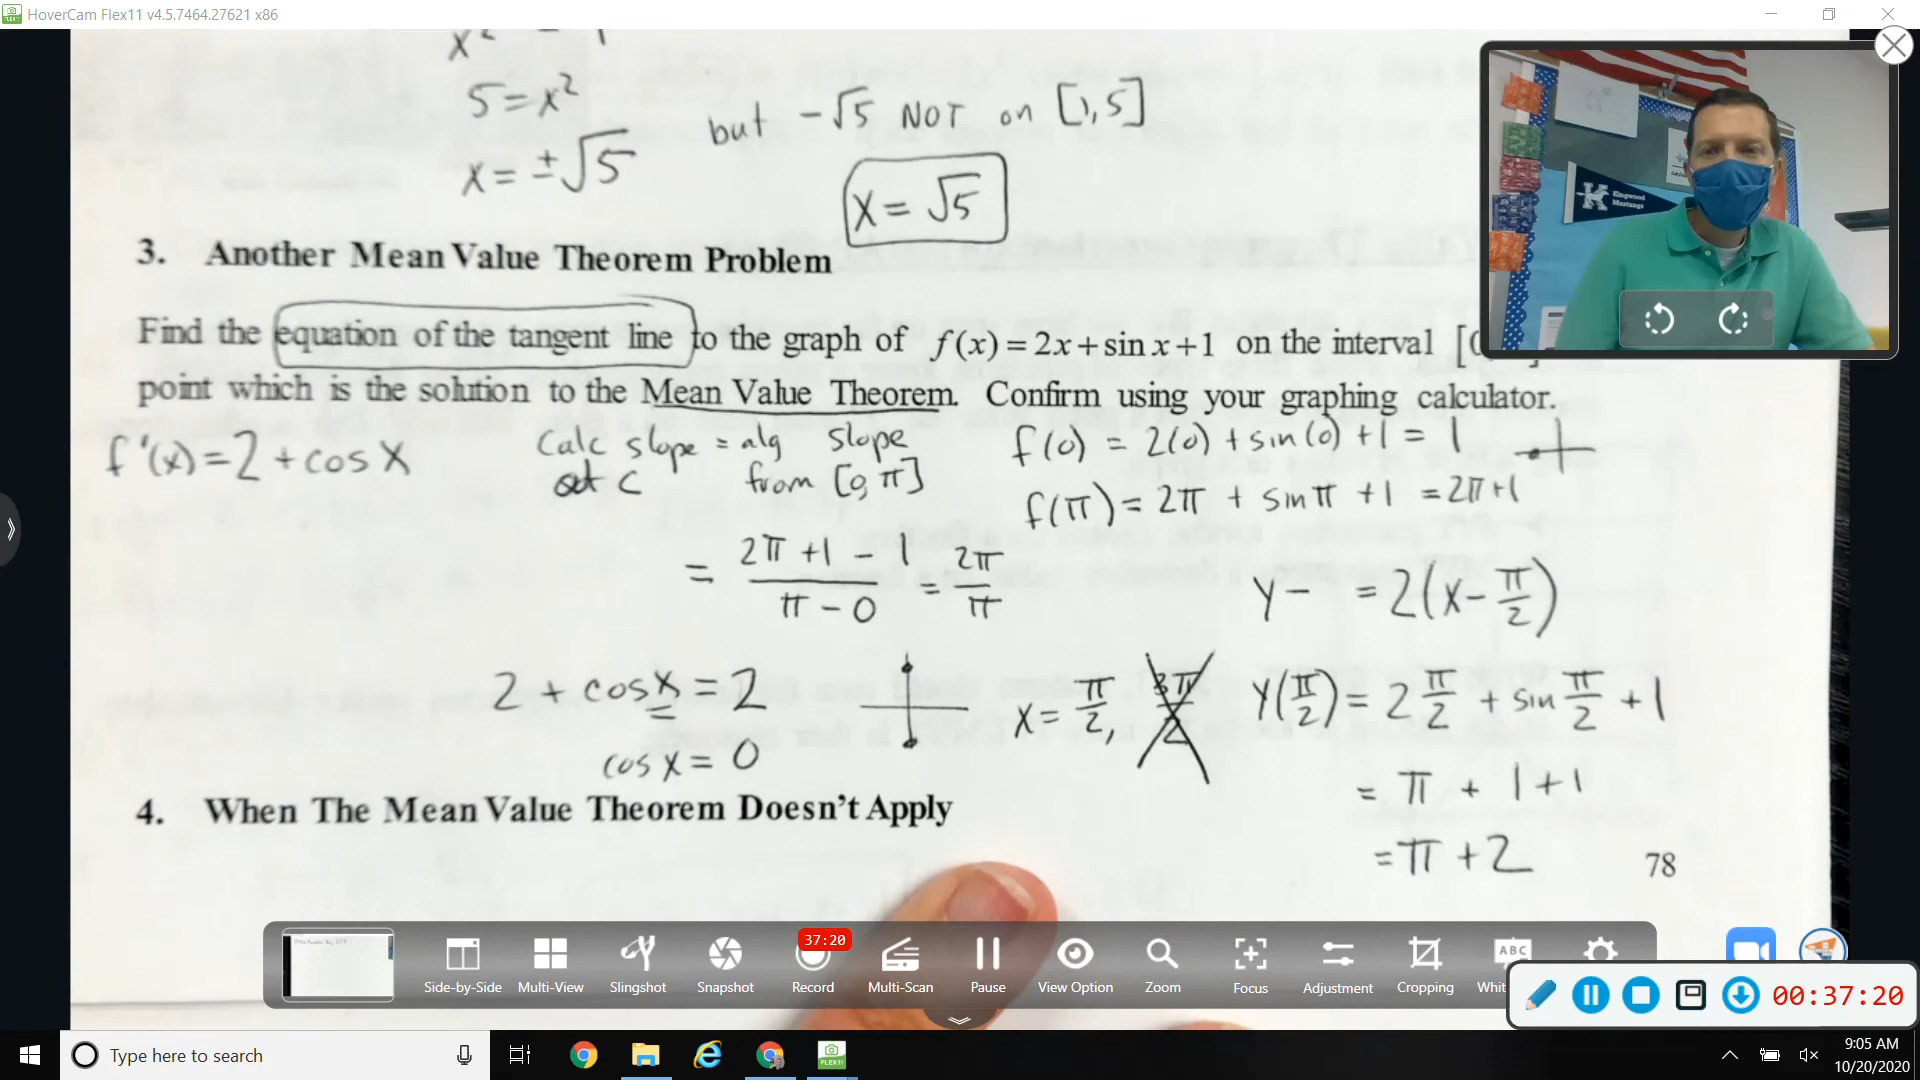 HoverCam Flex11 v4.5.7464.27621 x86
5 = x²
x = ±√5
but -√5 NOT on [1,5]
x = √5
3. Another Mean Value Theorem Problem
Find the equation of the tangent line to the graph of f(x) = 2x + sin x + 1 on the interval [0
point which is the solution to the Mean Value Theorem. Confirm using your graphing calculator.
f'(x) = 2 + cos x
Calc slope = alg slope
at c from [0, π]
f(0) = 2(0) + sin(0) + 1 = 1
f(π) = 2π + sin π + 1 = 2π + 1
= (2π + 1 - 1)/(π - 0) = 2π/π
y - = 2(x - π/2)
2 + cos x = 2
cos x = 0
x = π/2, 3π/2
y(π/2) = 2 π/2 + sin π/2 + 1
= π + 1 + 1
= π + 2
4. When The Mean Value Theorem Doesn't Apply
78
Kingwood
Mustangs
37:20
Side-by-Side Multi-View Slingshot Snapshot Record Multi-Scan Pause View Option Zoom Focus Adjustment Cropping Whit
ABC
00:37:20
Type here to search
FLEX11
9:05 AM
10/20/2020